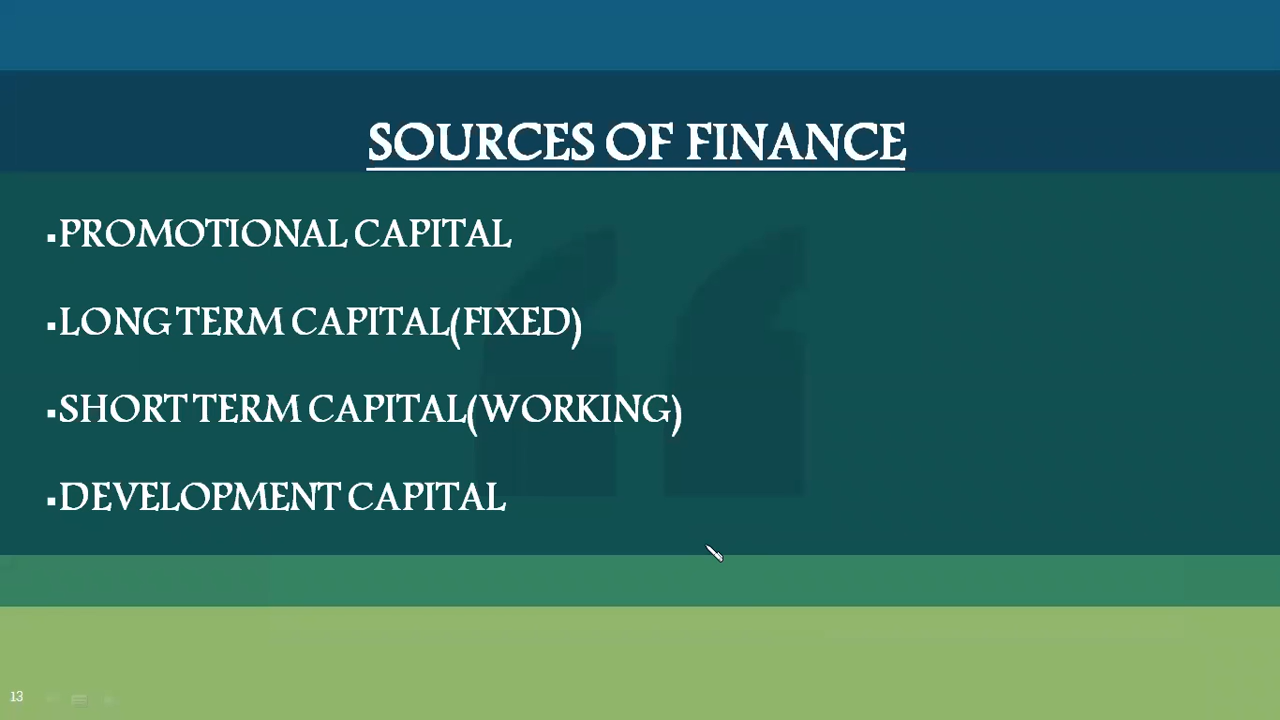 SOURCES OF FINANCE
▪PROMOTIONAL CAPITAL
▪LONG TERM CAPITAL(FIXED)
▪SHORT TERM CAPITAL(WORKING)
▪DEVELOPMENT CAPITAL
13